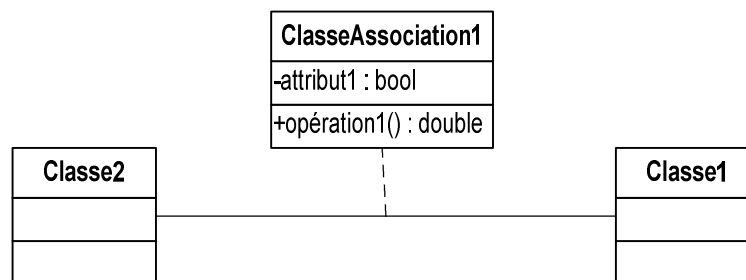 ClasseAssociation1
-attribut1 : bool
+opération1() : double
Classe2
Classe1